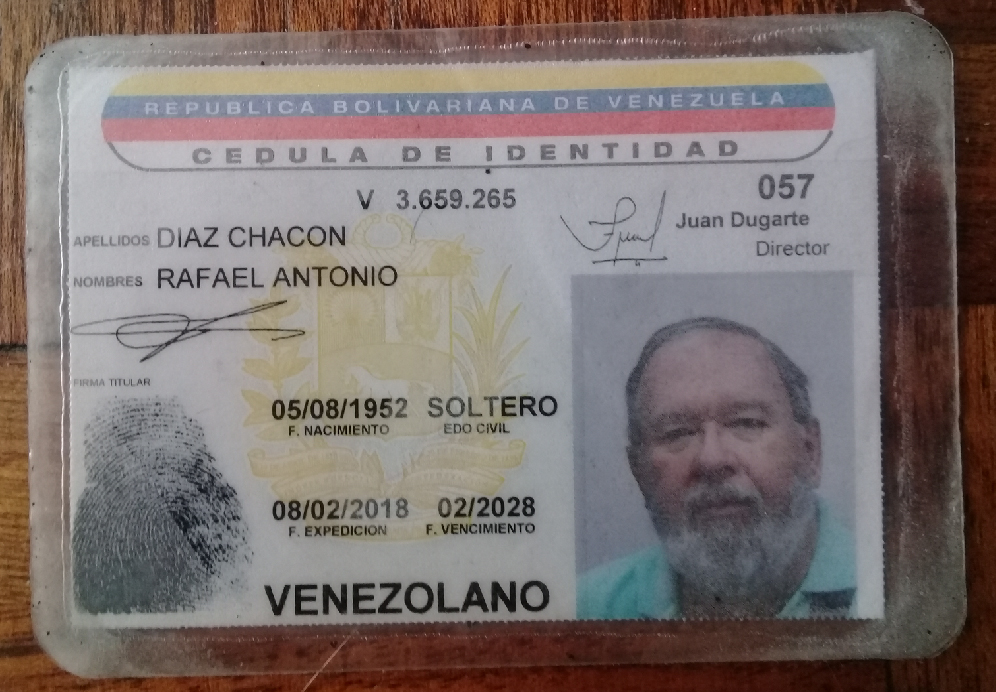 REPUBLICA BOLIVARIANA DE VENEZUELA
CEDULA DE IDENTIDAD
V 3.659.265
057
Juan Dugarte
Director
APELLIDOS DIAZ CHACON
NOMBRES RAFAEL ANTONIO
FIRMA TITULAR
05/08/1952 SOLTERO
F. NACIMIENTO EDO CIVIL
08/02/2018 02/2028
F. EXPEDICION F. VENCIMIENTO
VENEZOLANO